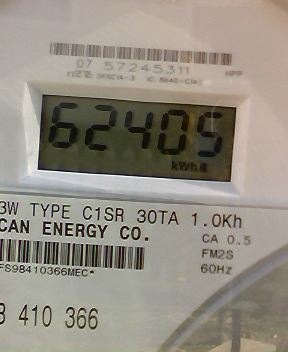 07 57245311 HPP
62405
kWh
3W TYPE C1SR 30TA 1.0Kh
CAN ENERGY CO.
CA 0.5
FM2S
60Hz
FS98410366MEC*
410 366